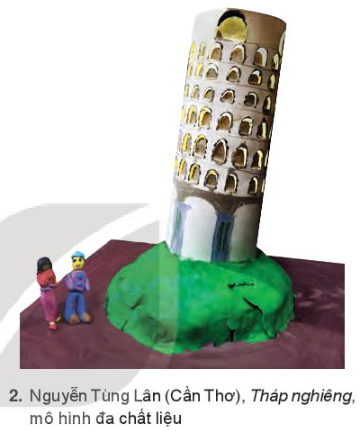 2. Nguyễn Tùng Lân (Cần Thơ), Tháp nghiêng,
mô hình đa chất liệu